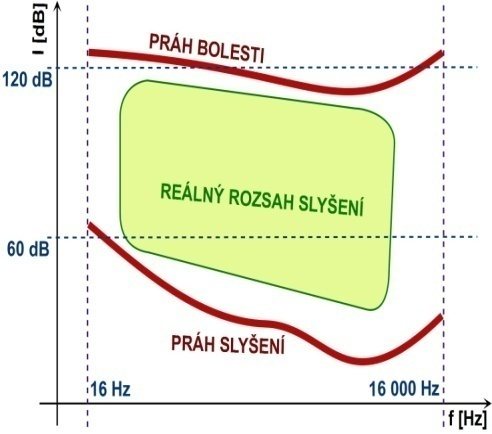 I [dB]
PRÁH BOLESTI
120 dB
REÁLNÝ ROZSAH SLYŠENÍ
60 dB
PRÁH SLYŠENÍ
16 Hz
16 000 Hz
f [Hz]